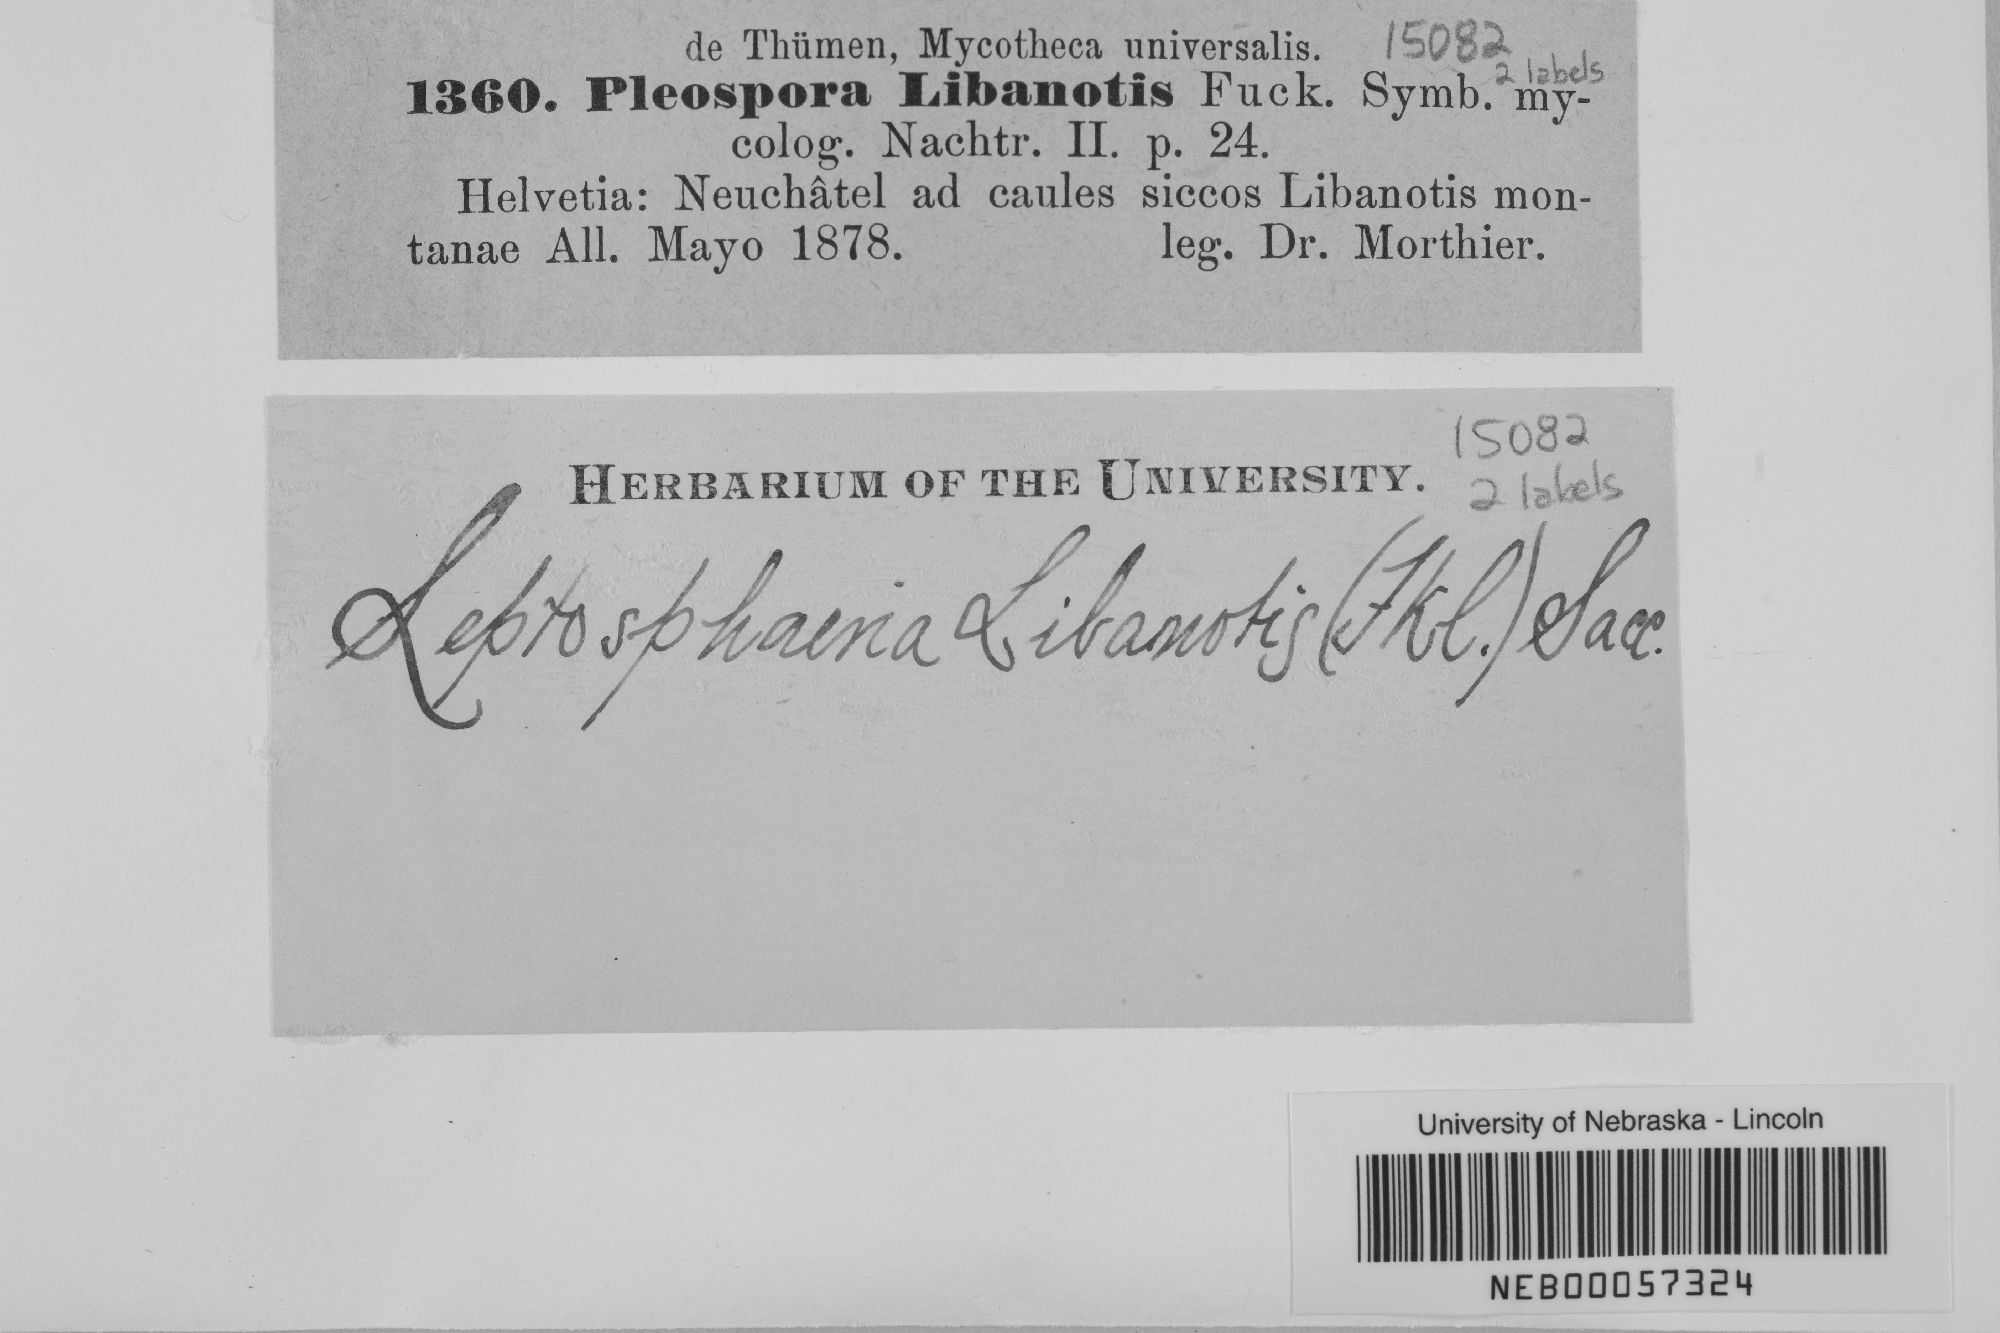 de Thümen, Mycotheca universalis.
15082
2 labels
1360. Pleospora Libanotis Fuck. Symb. my-
colog. Nachtr. II. p. 24.
Helvetia: Neuchâtel ad caules siccos Libanotis mon-
tanae All. Mayo 1878. leg. Dr. Morthier.
15082
2 labels
HERBARIUM OF THE UNIVERSITY.
Leptosphaeria Libanotis (Fkl.) Sacc.
University of Nebraska - Lincoln
NEB00057324